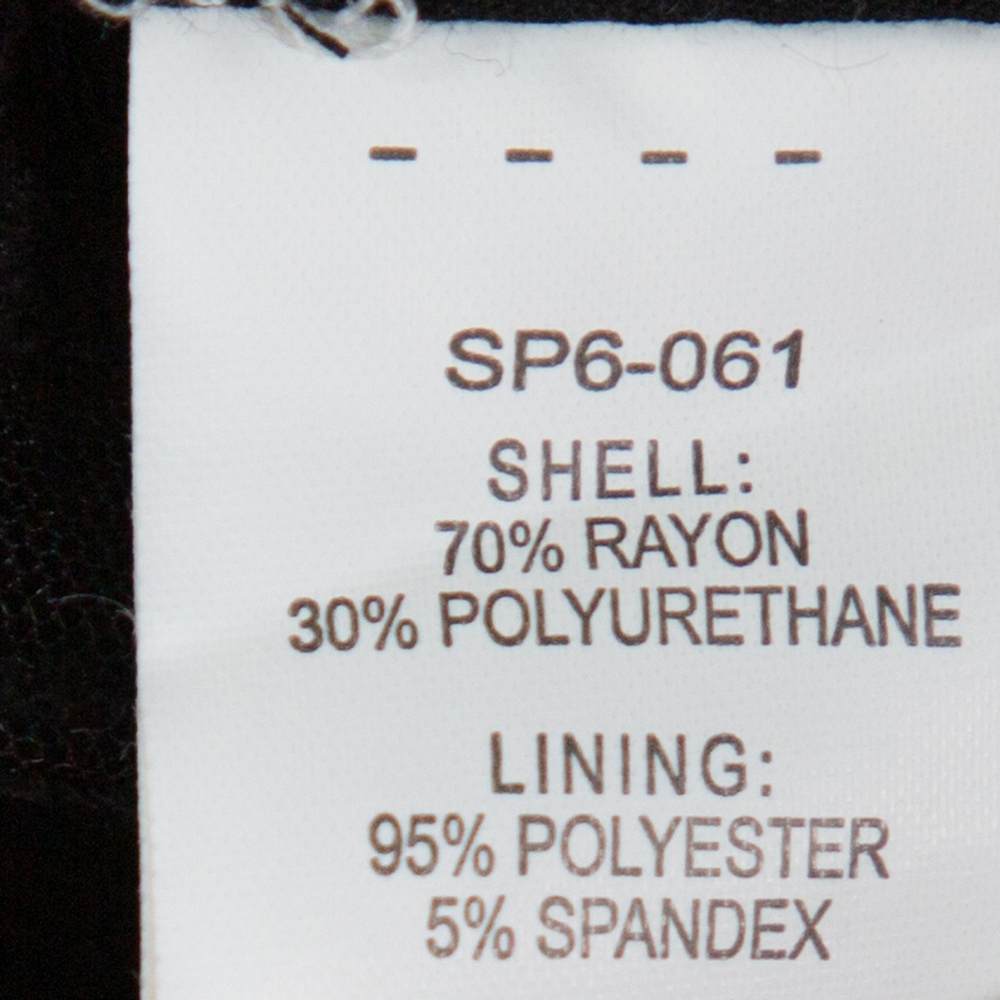 - - - -
SP6-061
SHELL:
70% RAYON
30% POLYURETHANE
LINING:
95% POLYESTER
5% SPANDEX